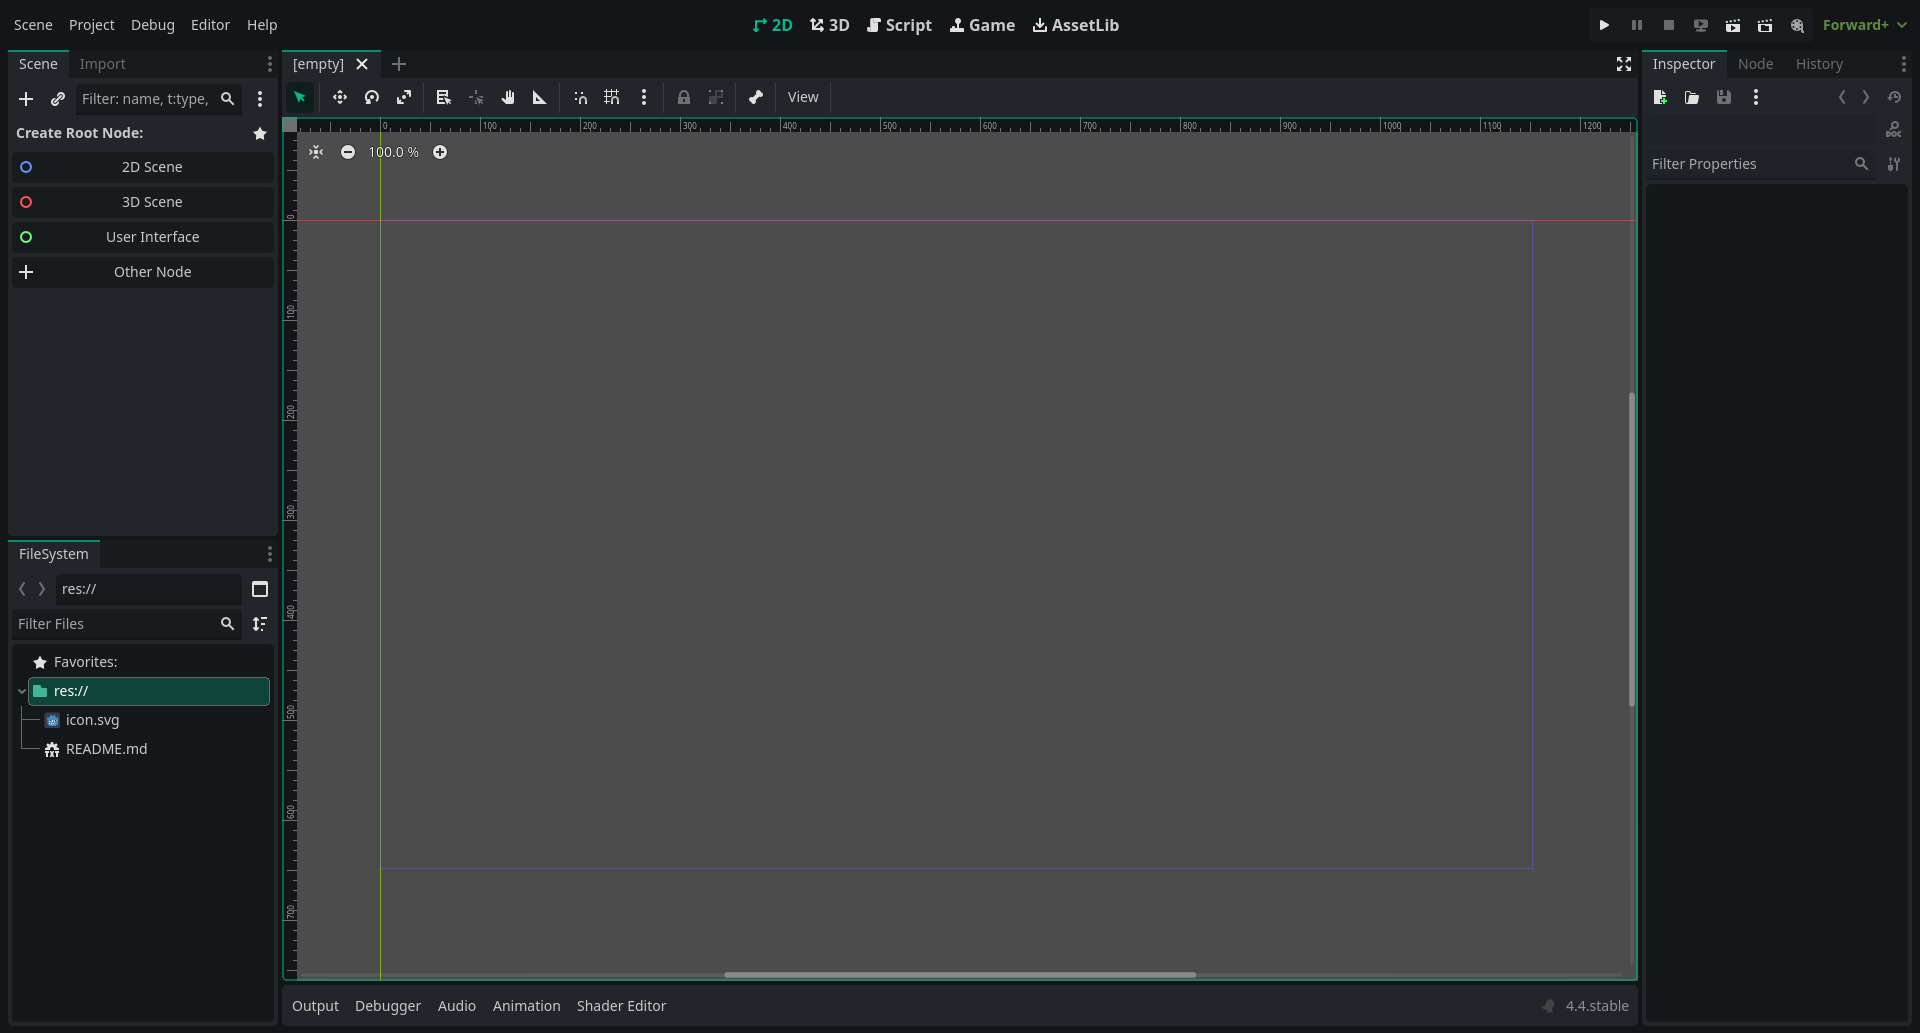 Scene Project Debug Editor Help
2D 3D Script Game AssetLib
Forward+
Scene Import
Filter: name, t:type,
Create Root Node:
2D Scene
3D Scene
User Interface
Other Node
FileSystem
res://
Filter Files
Favorites:
res://
icon.svg
README.md
[empty]
View
0 100 200 300 400 500 600 700 800 900 1000 1100 1200
100.0 %
0
100
200
300
400
500
600
700
Output Debugger Audio Animation Shader Editor
4.4.stable
Inspector Node History
DOC
Filter Properties